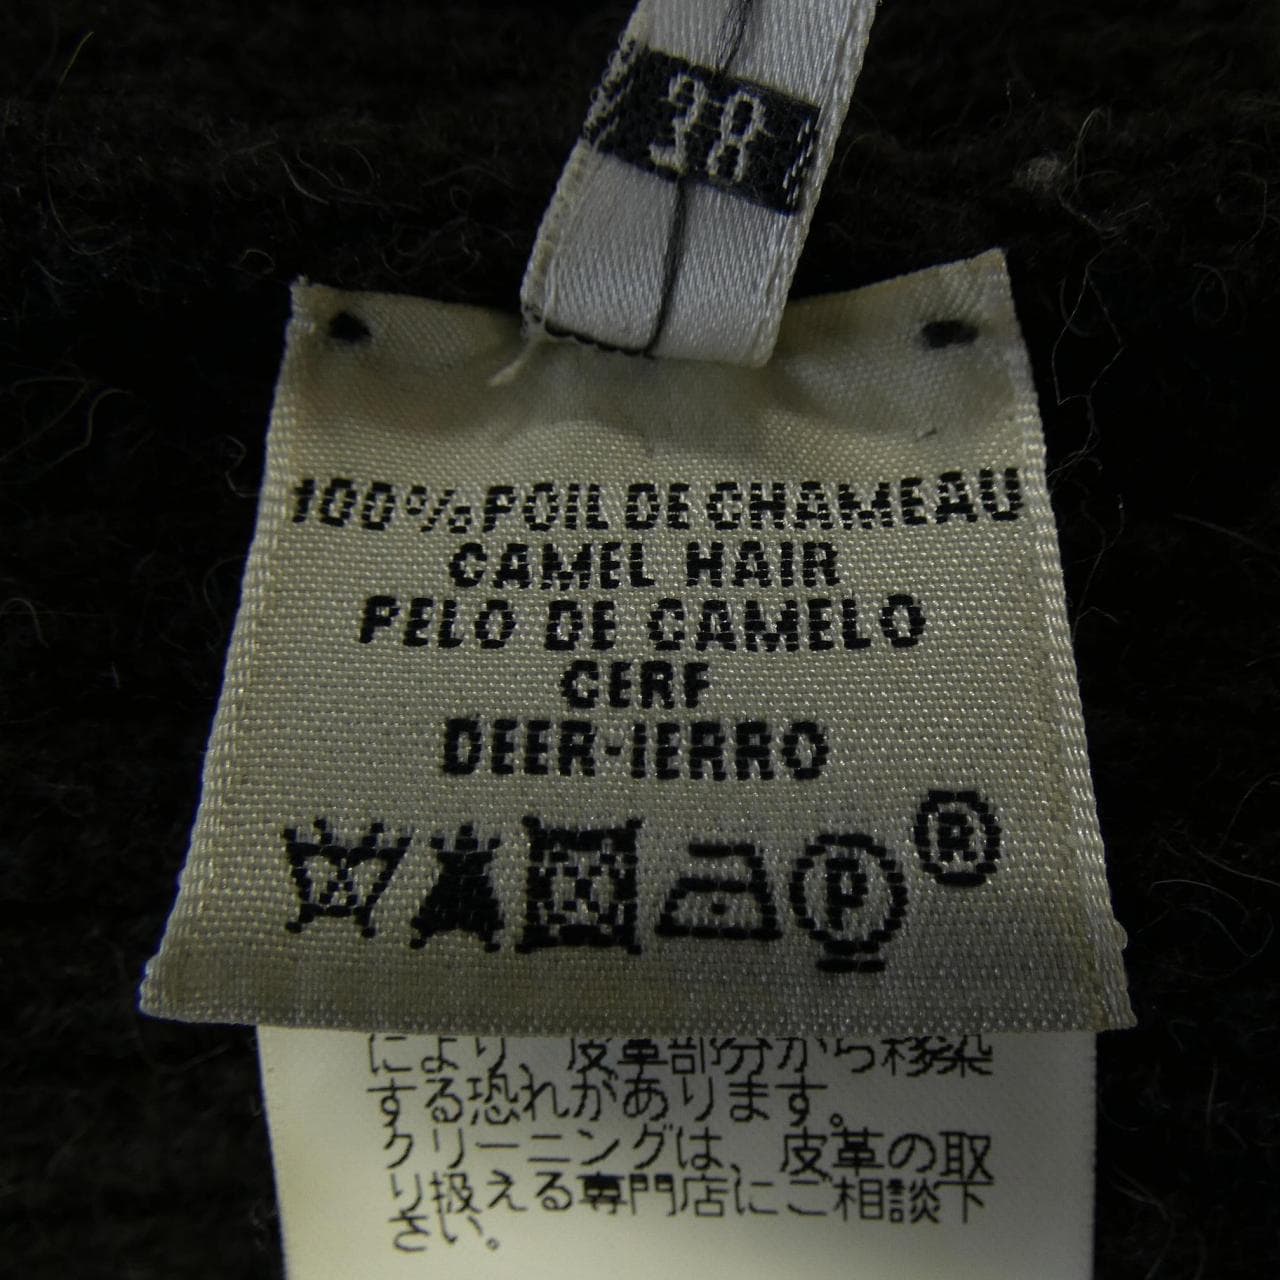 38
100% POIL DE CHAMEAU
CAMEL HAIR
PELO DE CAMELO
CERF
DEER-IERRO
P
®
により、皮革部分から移染
する恐れがあります。
クリーニングは、皮革の取
り扱える専門店にご相談下
さい。